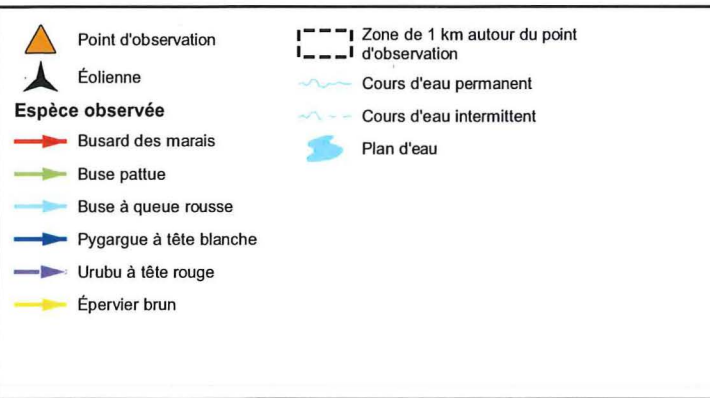 Point d'observation
Éolienne
Espèce observée
Busard des marais
Buse pattue
Buse à queue rousse
Pygargue à tête blanche
Urubu à tête rouge
Épervier brun
Zone de 1 km autour du point
d'observation
Cours d'eau permanent
Cours d'eau intermittent
Plan d'eau